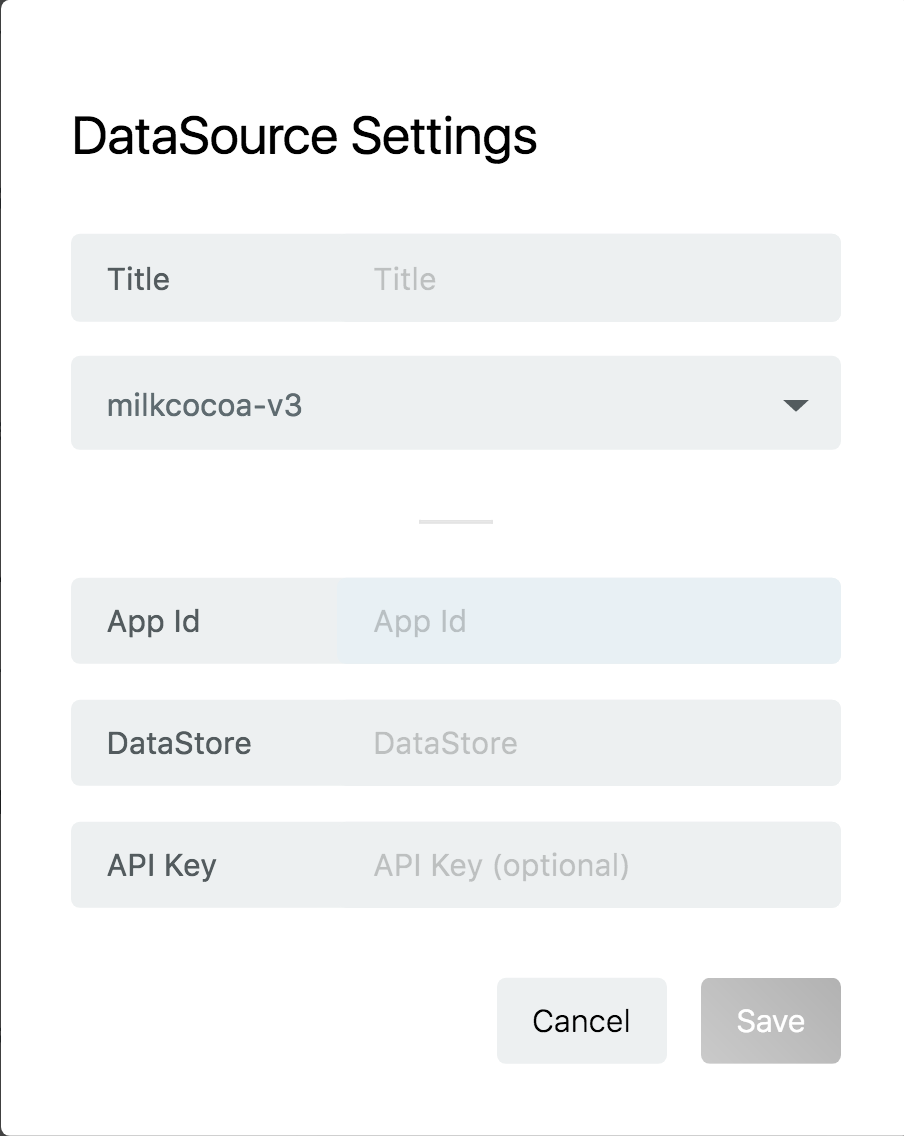 DataSource Settings
Title Title
milkcocoa-v3
App Id App Id
DataStore DataStore
API Key API Key (optional)
Cancel Save